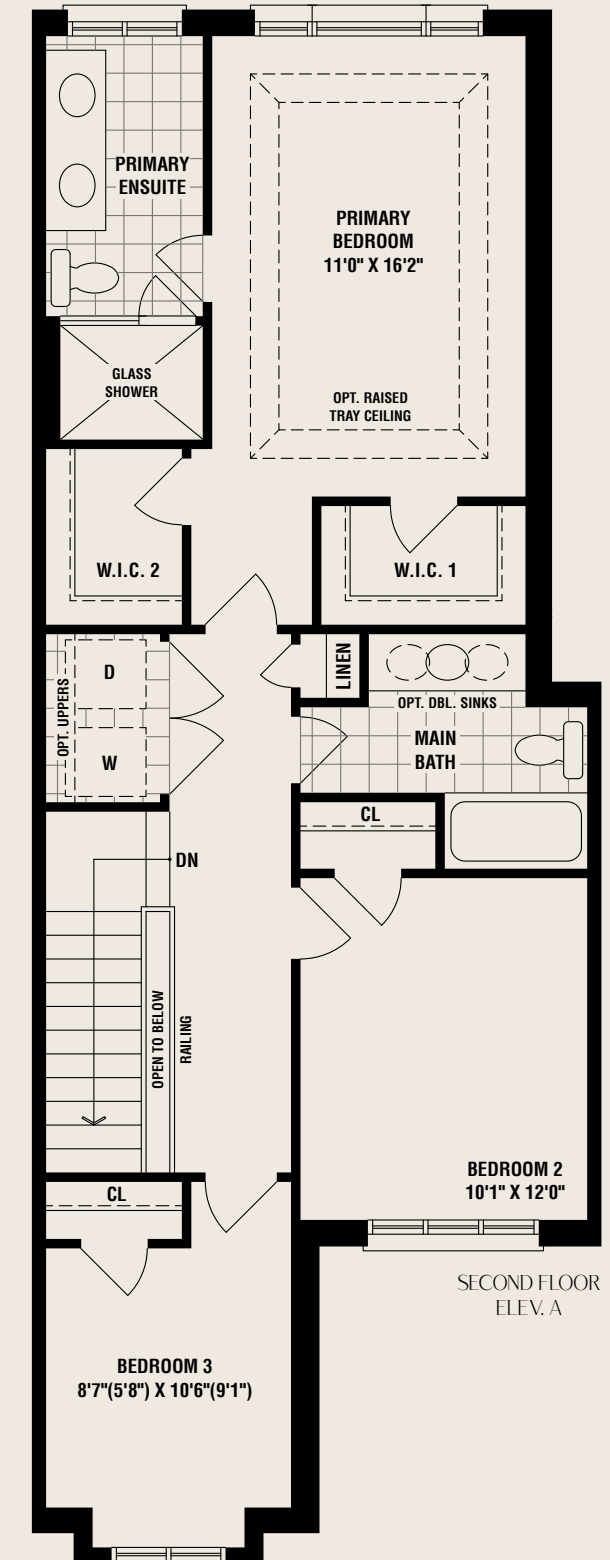 PRIMARY
ENSUITE
PRIMARY
BEDROOM
11'0" X 16'2"
GLASS
SHOWER
OPT. RAISED
TRAY CEILING
W.I.C. 2
W.I.C. 1
OPT. UPPERS
D
W
LINEN
OPT. DBL. SINKS
MAIN
BATH
CL
DN
OPEN TO BELOW
RAILING
BEDROOM 2
10'1" X 12'0"
CL
SECOND FLOOR
ELEV. A
BEDROOM 3
8'7"(5'8") X 10'6"(9'1")